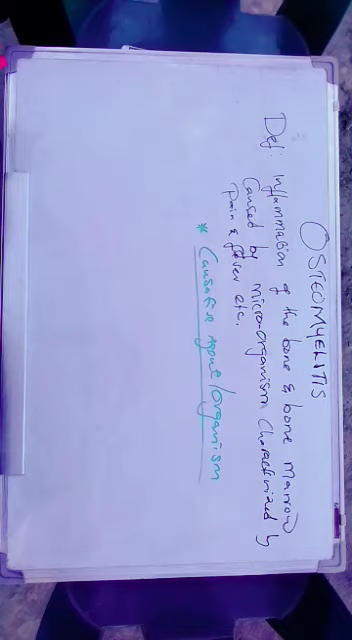 OSTEOMYELITIS
Def: Inflammation of the bone & bone marrow
Caused by micro-organism Characterized by
Pain & fever etc.
* Causative agent/organism